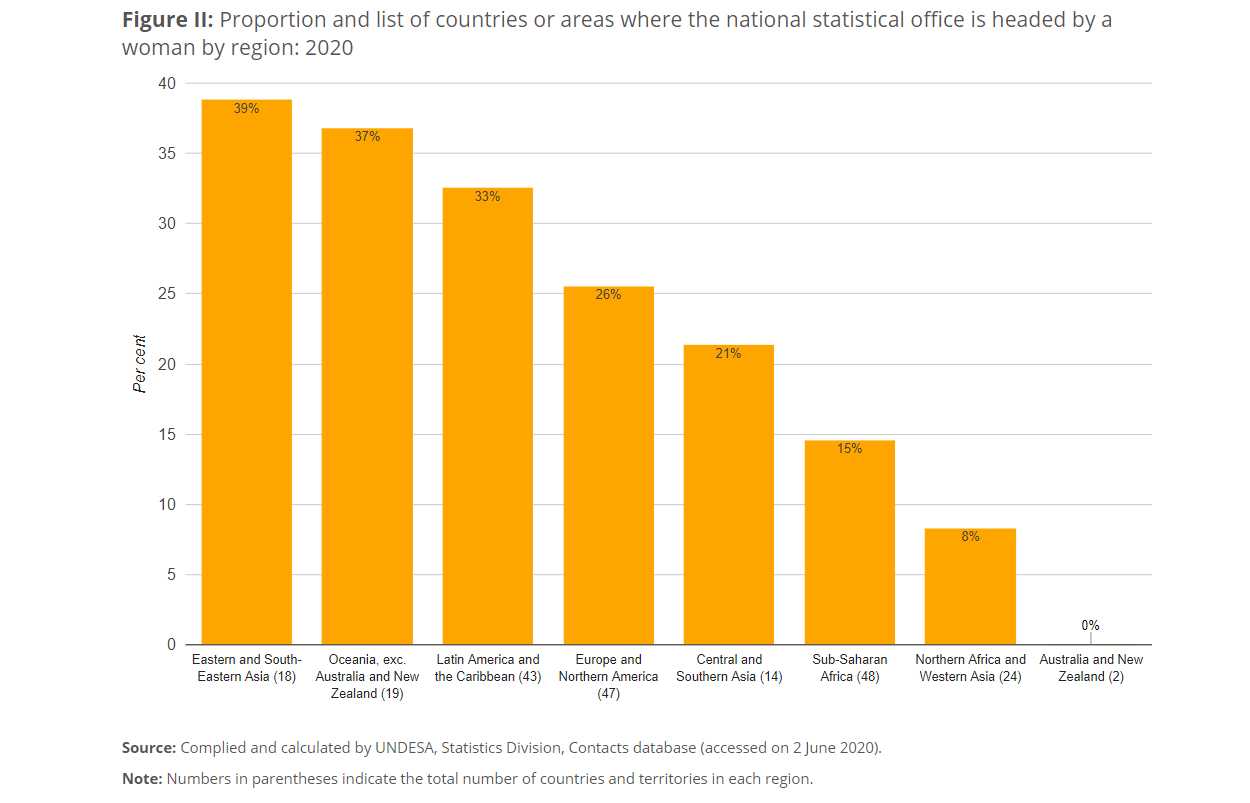 Figure II: Proportion and list of countries or areas where the national statistical office is headed by a
woman by region: 2020
40
35
30
25
20
15
10
5
0
Per cent
39%
37%
33%
26%
21%
15%
8%
0%
Eastern and South-
Eastern Asia (18)
Oceania, exc.
Australia and New
Zealand (19)
Latin America and
the Caribbean (43)
Europe and
Northern America
(47)
Central and
Southern Asia (14)
Sub-Saharan
Africa (48)
Northern Africa and
Western Asia (24)
Australia and New
Zealand (2)
Source: Complied and calculated by UNDESA, Statistics Division, Contacts database (accessed on 2 June 2020).
Note: Numbers in parentheses indicate the total number of countries and territories in each region.